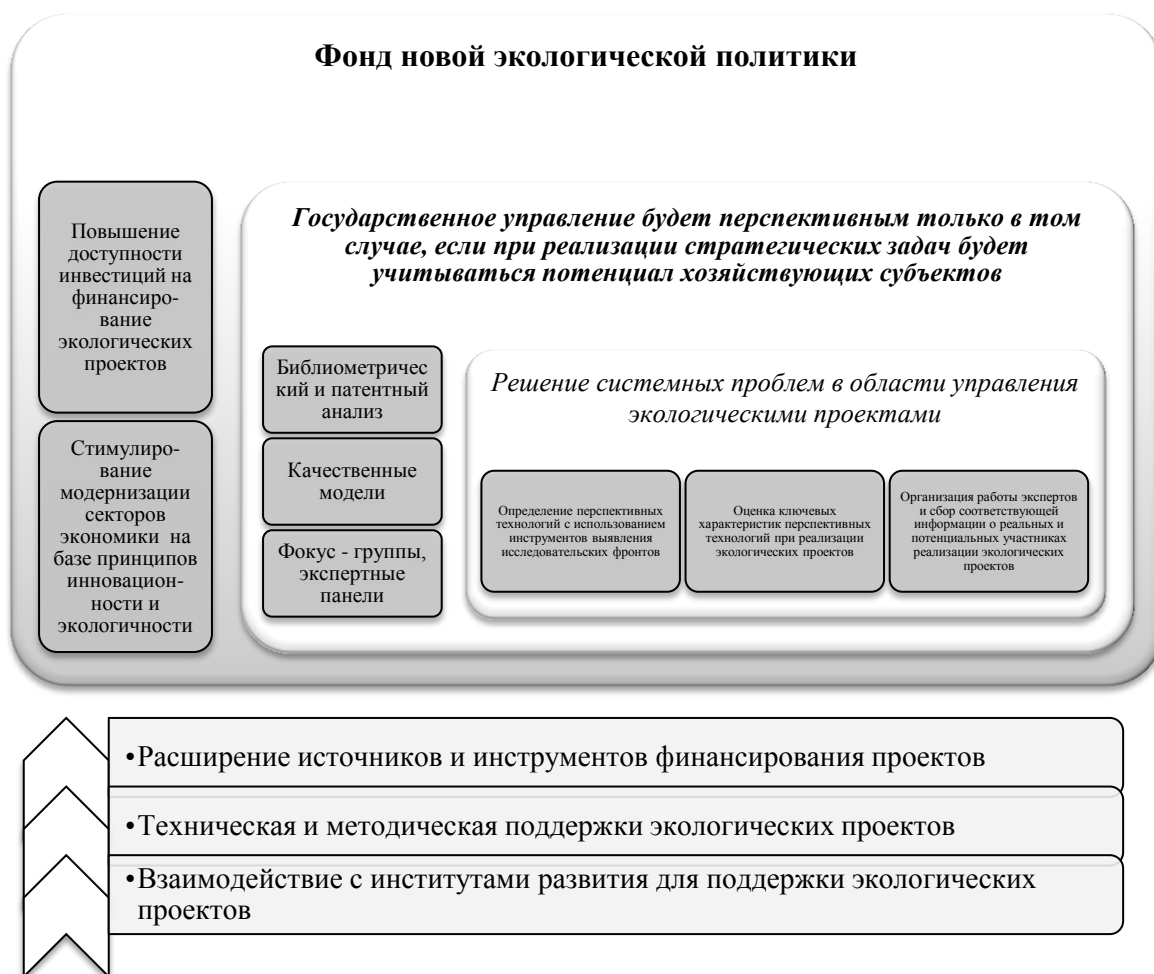 Фонд новой экологической политики
Повышение
доступности
инвестиций на
финансиро-
вание
экологических
проектов
Стимулиро-
вание
модернизации
секторов
экономики на
базе принципов
инновацион-
ности и
экологичности
Государственное управление будет перспективным только в том
случае, если при реализации стратегических задач будет
учитываться потенциал хозяйствующих субъектов
Библиометричес
кий и патентный
анализ
Качественные
модели
Фокус - группы,
экспертные
панели
Решение системных проблем в области управления
экологическими проектами
Определение перспективных
технологий с использованием
инструментов выявления
исследовательских фронтов
Оценка ключевых
характеристик перспективных
технологий при реализации
экологических проектов
Организация работы экспертов
и сбор соответствующей
информации о реальных и
потенциальных участниках
реализации экологических
проектов
•Расширение источников и инструментов финансирования проектов
•Техническая и методическая поддержки экологических проектов
•Взаимодействие с институтами развития для поддержки экологических
проектов